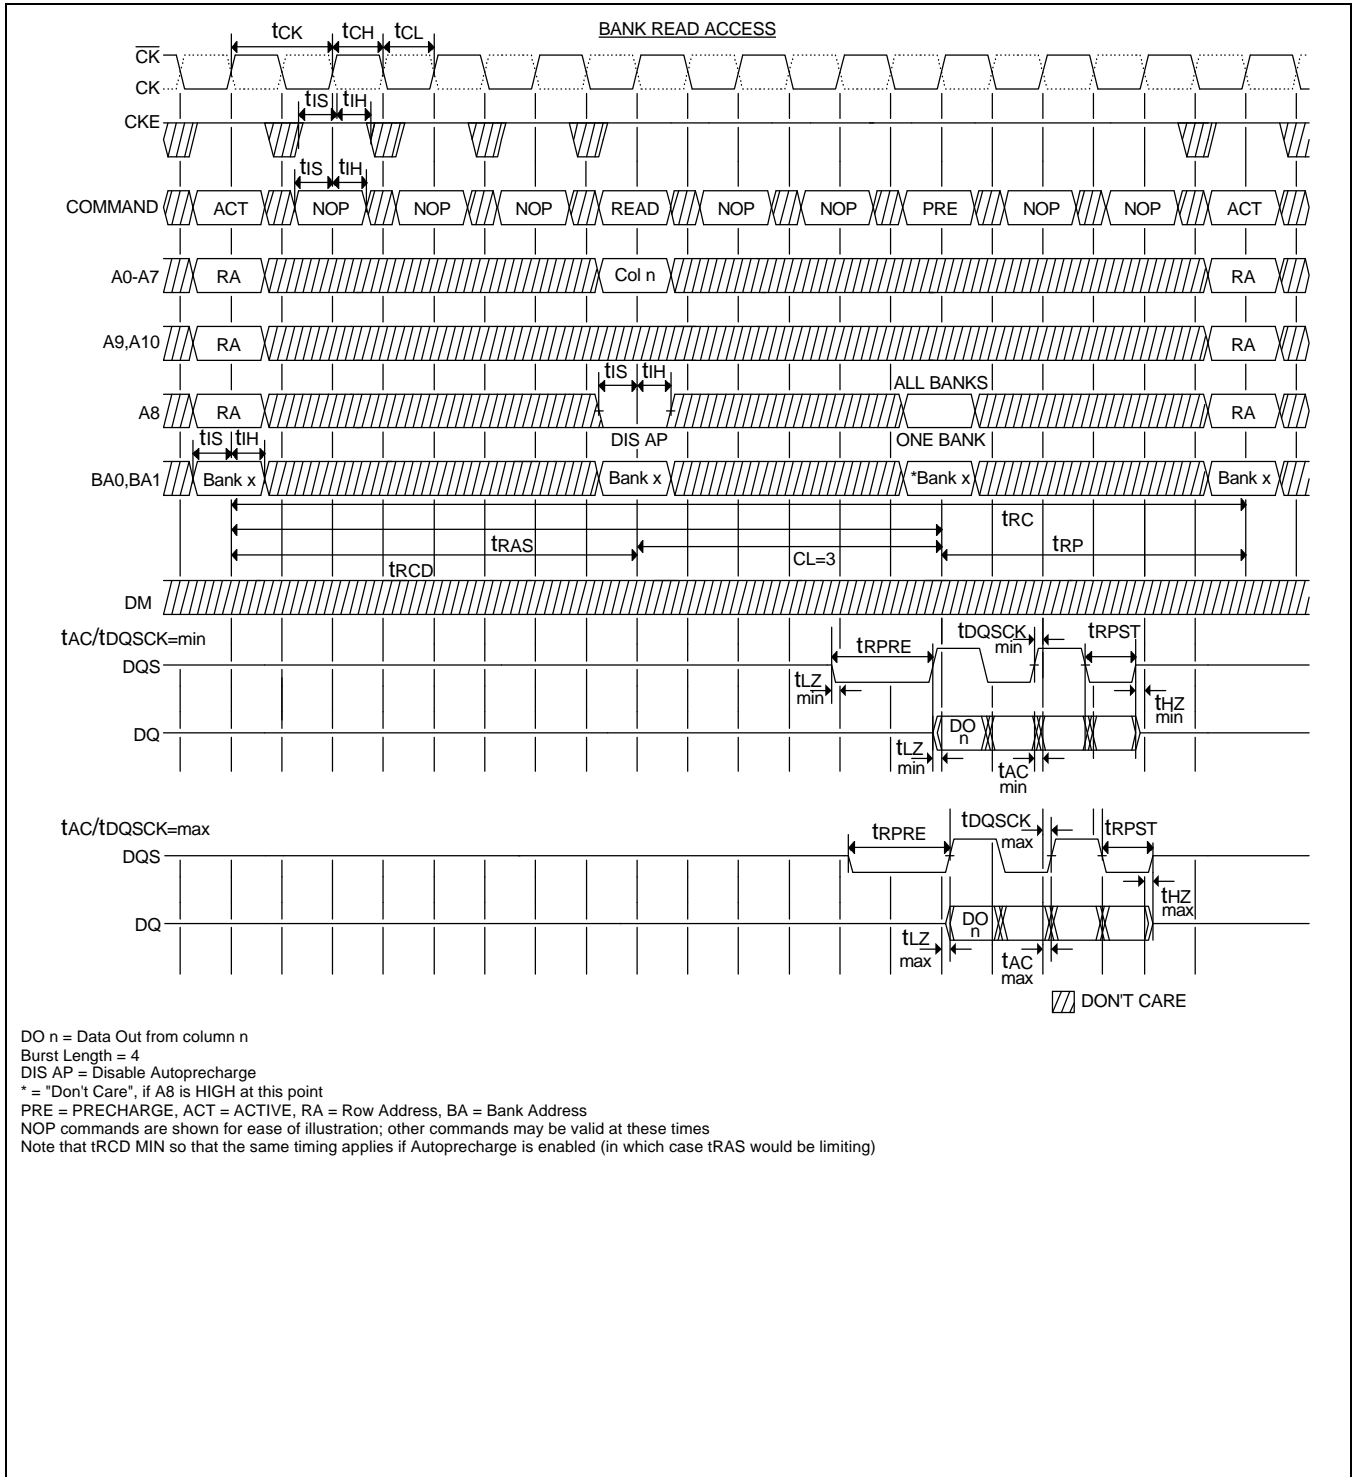 BANK READ ACCESS
tCK tCH tCL
CK
CK
tIS tIH
CKE
tIS tIH
COMMAND ACT NOP NOP NOP READ NOP NOP PRE NOP NOP ACT
A0-A7 RA Col n RA
A9,A10 RA RA
tIS tIH ALL BANKS
A8 RA RA
tIS tIH DIS AP ONE BANK
BA0,BA1 Bank x Bank x *Bank x Bank x
tRC
tRAS CL=3 tRP
tRCD
DM
tAC/tDQSCK=min
tRPRE tDQSCK min tRPST
DQS
tLZ min tHZ min
DQ DO n
tLZ min tAC min
tAC/tDQSCK=max
tRPRE tDQSCK max tRPST
DQS
tHZ max
DQ DO n
tLZ max tAC max
DON'T CARE
DO n = Data Out from column n
Burst Length = 4
DIS AP = Disable Autoprecharge
* = "Don't Care", if A8 is HIGH at this point
PRE = PRECHARGE, ACT = ACTIVE, RA = Row Address, BA = Bank Address
NOP commands are shown for ease of illustration; other commands may be valid at these times
Note that tRCD MIN so that the same timing applies if Autoprecharge is enabled (in which case tRAS would be limiting)